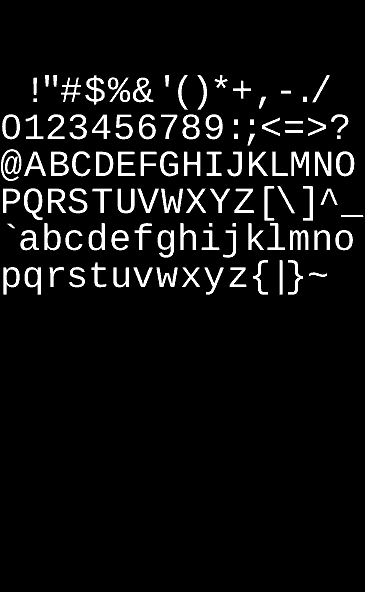 !"#$%&'()*+,-./
0123456789:;<=>?
@ABCDEFGHIJKLMNO
PQRSTUVWXYZ[\]^_
`abcdefghijklmno
pqrstuvwxyz{|}~